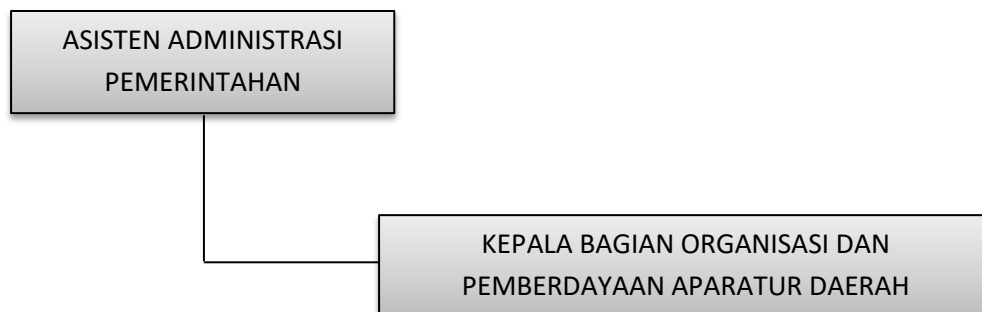 ASISTEN ADMINISTRASI
PEMERINTAHAN
KEPALA BAGIAN ORGANISASI DAN
PEMBERDAYAAN APARATUR DAERAH